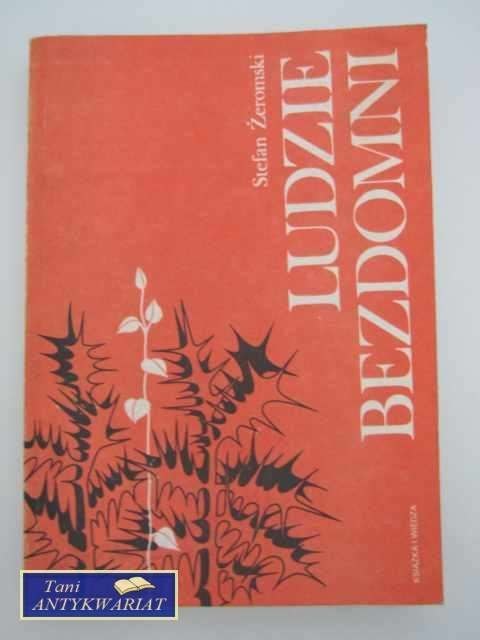 Stefan Żeromski
LUDZIE
BEZDOMNI
KSIĄŻKA I WIEDZA
Tani
ANTYKWARIAT